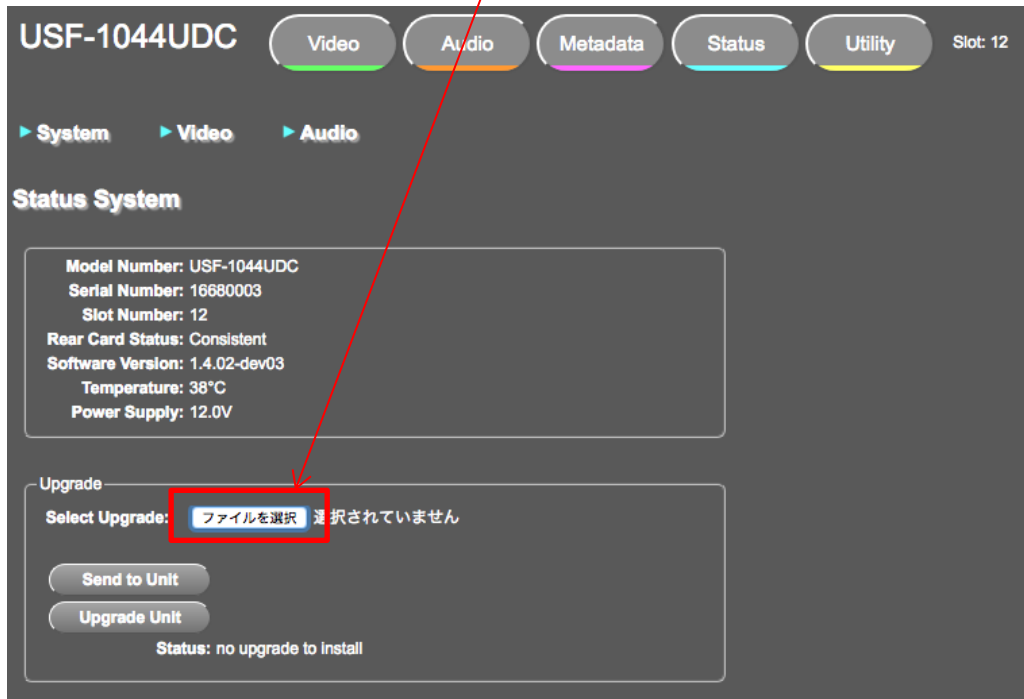 USF-1044UDC Video Audio Metadata Status Utility Slot: 12
System Video Audio
Status System
Model Number: USF-1044UDC
Serial Number: 16680003
Slot Number: 12
Rear Card Status: Consistent
Software Version: 1.4.02-dev03
Temperature: 38°C
Power Supply: 12.0V
Upgrade
Select Upgrade: ファイルを選択 選択されていません
Send to Unit
Upgrade Unit
Status: no upgrade to install